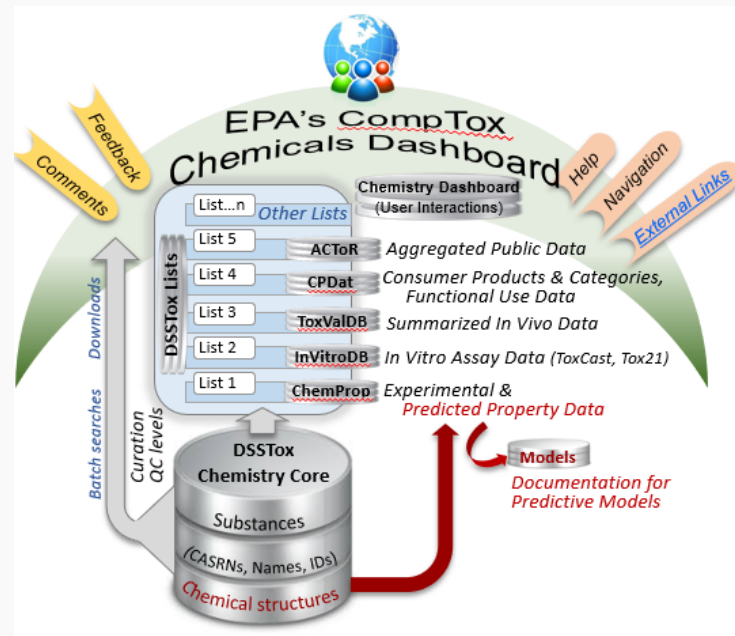 EPA's CompTox
Chemicals Dashboard
Comments
Feedback
Help
Navigation
External Links
Chemistry Dashboard
(User Interactions)
DSSTox Lists
List...n
Other Lists
List 5
ACToR
Aggregated Public Data
List 4
CPDat
Consumer Products & Categories,
Functional Use Data
List 3
ToxValDB
Summarized In Vivo Data
List 2
InVitroDB
In Vitro Assay Data (ToxCast, Tox21)
List 1
ChemProp
Experimental &
Predicted Property Data
Models
Documentation for
Predictive Models
Batch searches
Downloads
Curation
QC levels
DSSTox
Chemistry Core
Substances
(CASRNs, Names, IDs)
Chemical structures